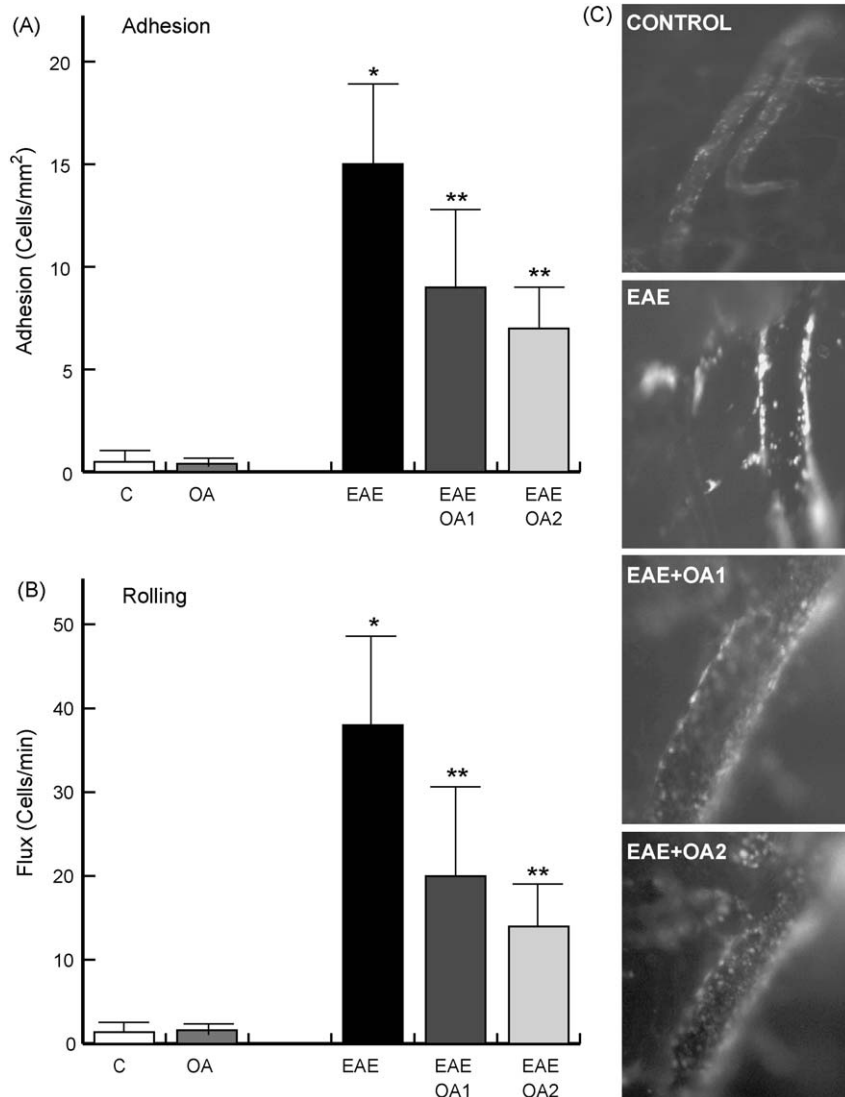 (A) Adhesion
Adhesion (Cells/mm²)
20
15
10
5
0
*
**
**
C OA EAE EAE EAE
OA1 OA2
(B) Rolling
Flux (Cells/min)
50
40
30
20
10
0
*
**
**
C OA EAE EAE EAE
OA1 OA2
(C)
CONTROL
EAE
EAE+OA1
EAE+OA2